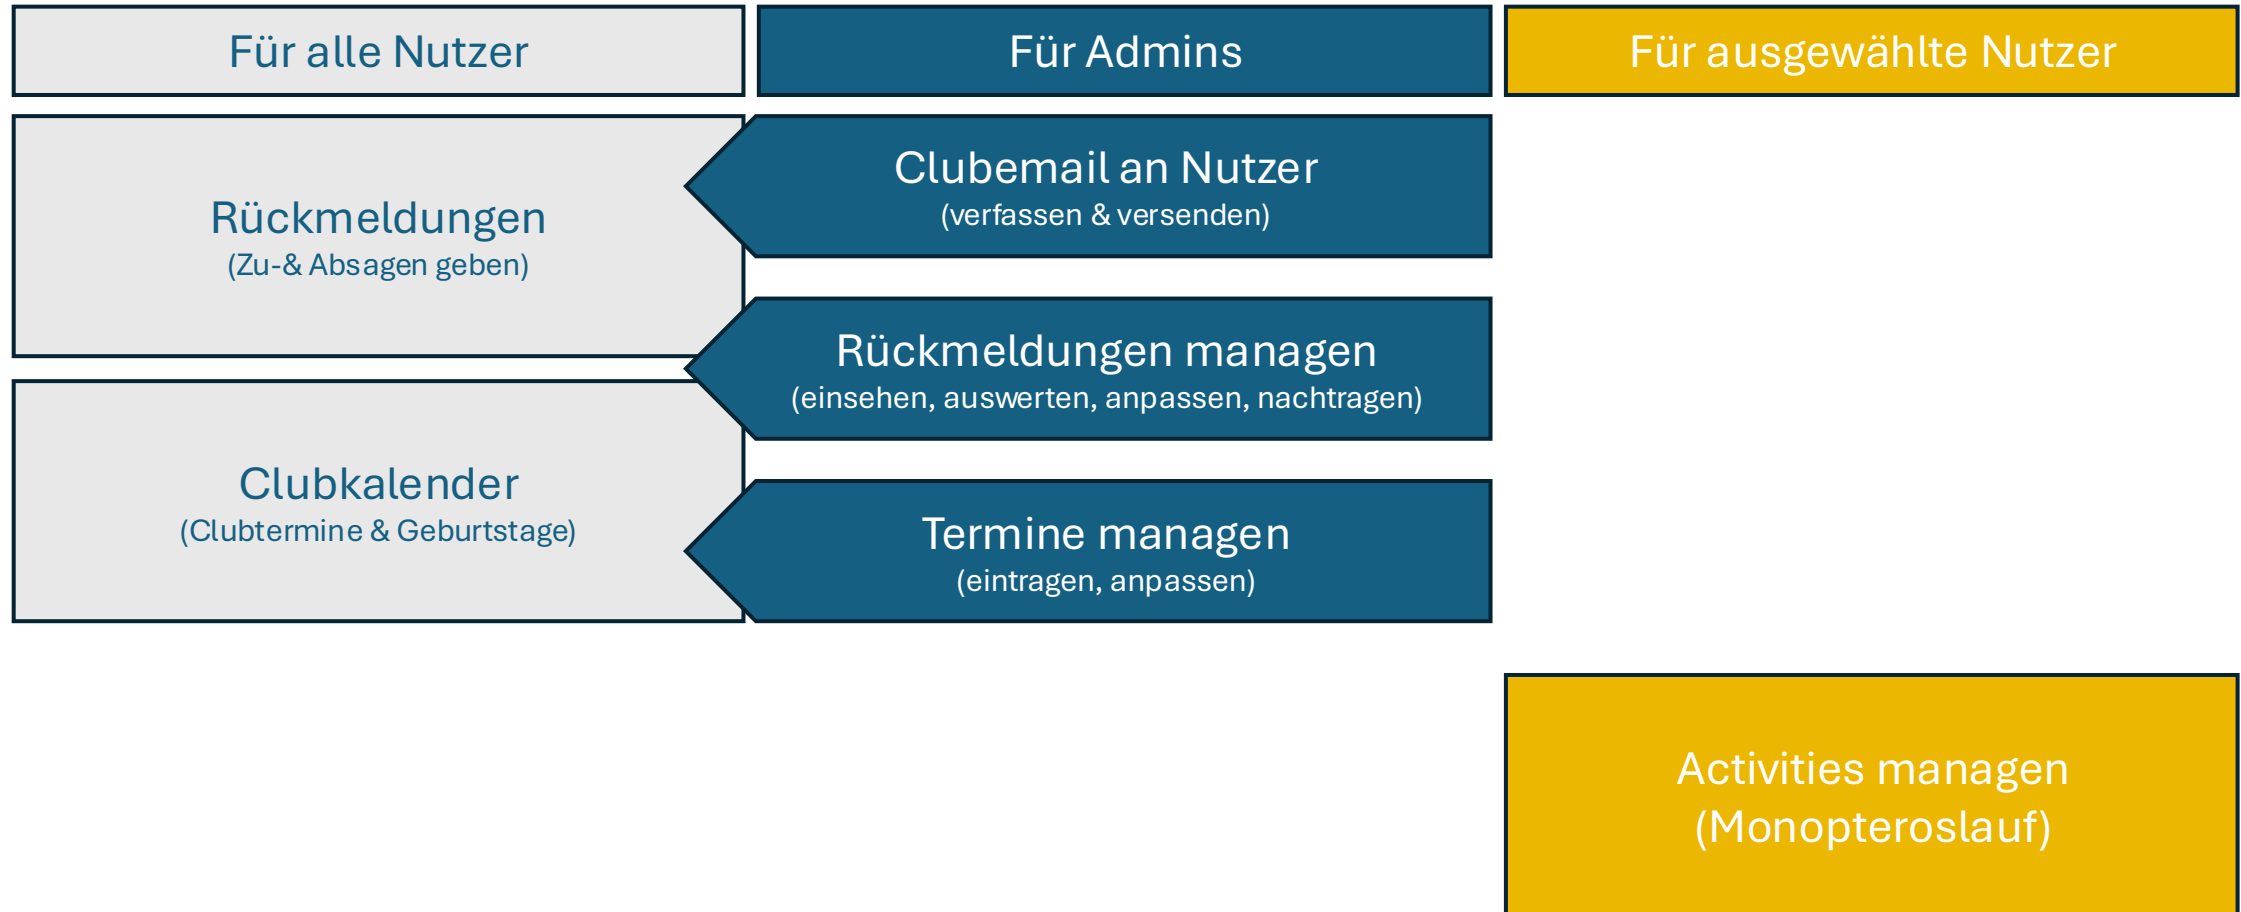 Für alle Nutzer
Für Admins
Für ausgewählte Nutzer
Rückmeldungen
(Zu-& Absagen geben)
Clubemail an Nutzer
(verfassen & versenden)
Rückmeldungen managen
(einsehen, auswerten, anpassen, nachtragen)
Clubkalender
(Clubtermine & Geburtstage)
Termine managen
(eintragen, anpassen)
Activities managen
(Monopteroslauf)